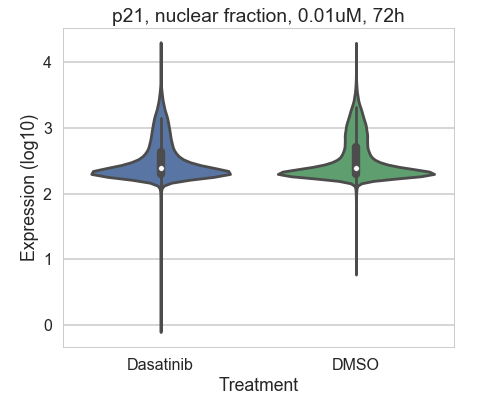 p21, nuclear fraction, 0.01uM, 72h
Expression (log10)
4
3
2
1
0
Dasatinib
DMSO
Treatment